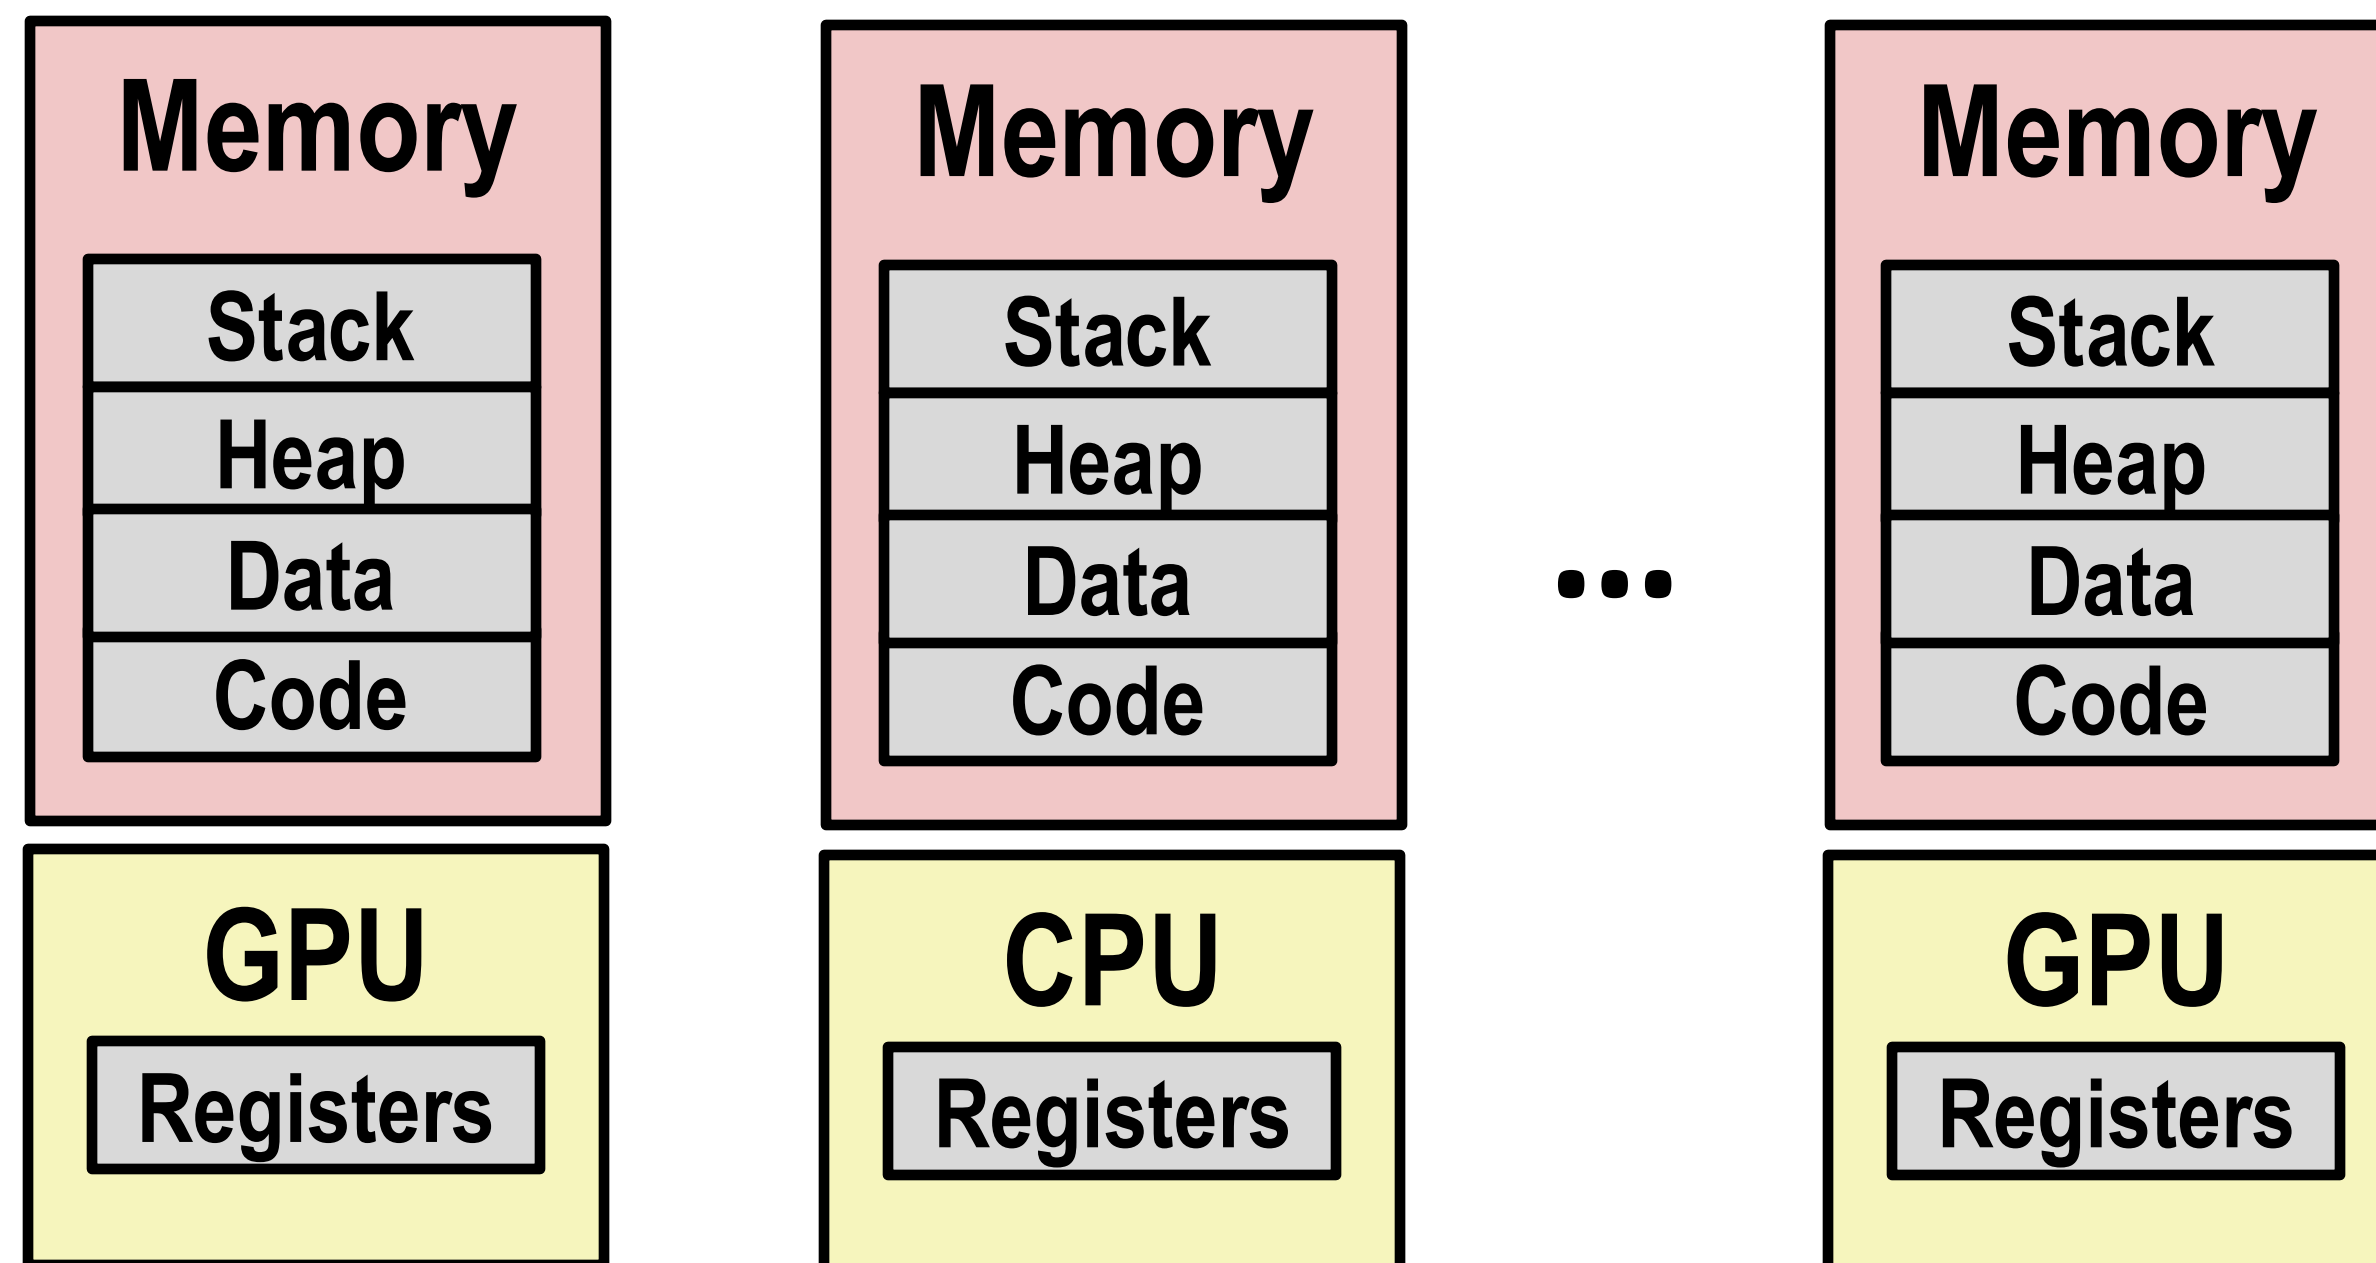 Memory
Stack
Heap
Data
Code
GPU
Registers
Memory
Stack
Heap
Data
Code
CPU
Registers
...
Memory
Stack
Heap
Data
Code
GPU
Registers